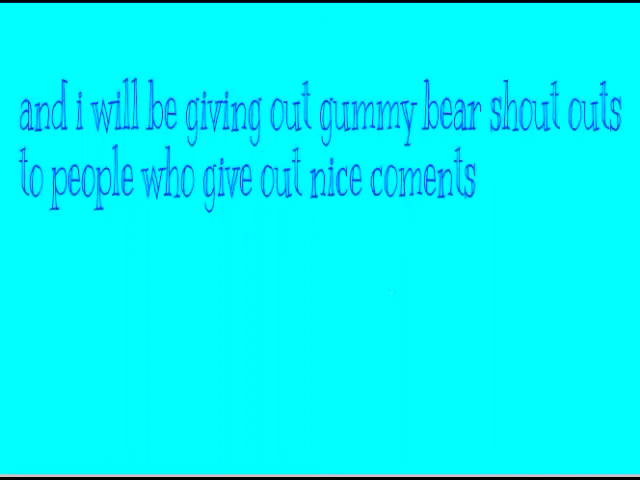 and i will be giving out gummy bear shout outs
to people who give out nice coments